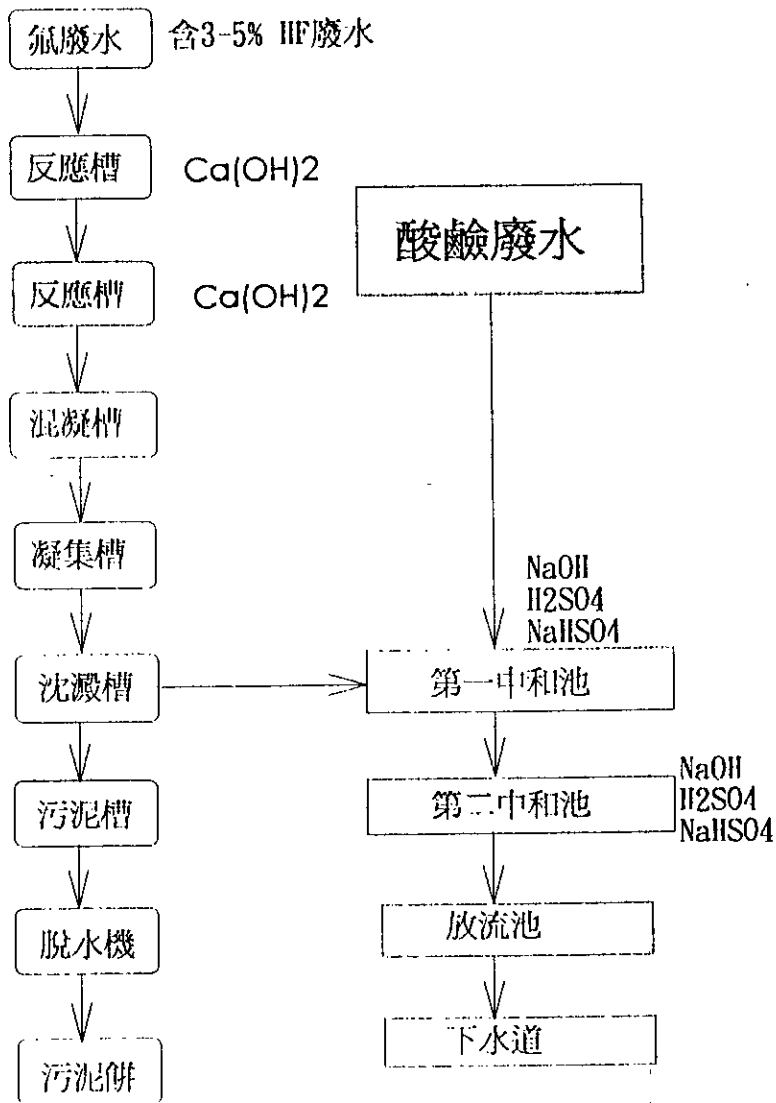 氟廢水
含3-5% HF廢水
反應槽
Ca(OH)2
酸鹼廢水
反應槽
Ca(OH)2
混凝槽
凝集槽
NaOH
H2SO4
NaHSO4
沈澱槽
第一中和池
NaOH
H2SO4
NaHSO4
污泥槽
第二中和池
脫水機
放流池
污泥餅
下水道